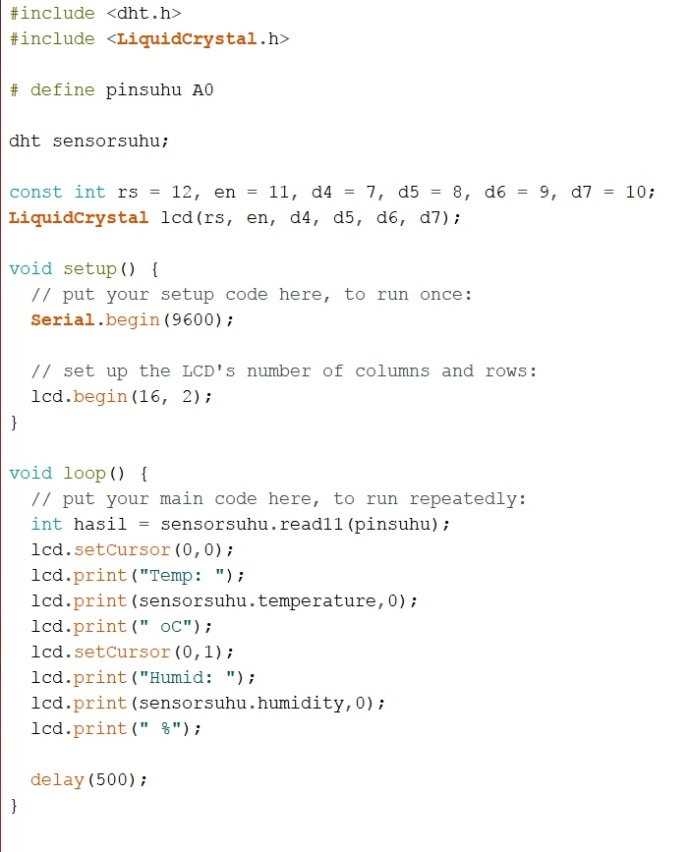 #include <dht.h>
#include <LiquidCrystal.h>
# define pinsuhu A0
dht sensorsuhu;
const int rs = 12, en = 11, d4 = 7, d5 = 8, d6 = 9, d7 = 10;
LiquidCrystal lcd(rs, en, d4, d5, d6, d7);
void setup() {
// put your setup code here, to run once:
Serial.begin(9600);
// set up the LCD's number of columns and rows:
lcd.begin(16, 2);
}
void loop() {
// put your main code here, to run repeatedly:
int hasil = sensorsuhu.read11(pinsuhu);
lcd.setCursor(0,0);
lcd.print("Temp: ");
lcd.print(sensorsuhu.temperature,0);
lcd.print(" oC");
lcd.setCursor(0,1);
lcd.print("Humid: ");
lcd.print(sensorsuhu.humidity,0);
lcd.print(" %");
delay(500);
}